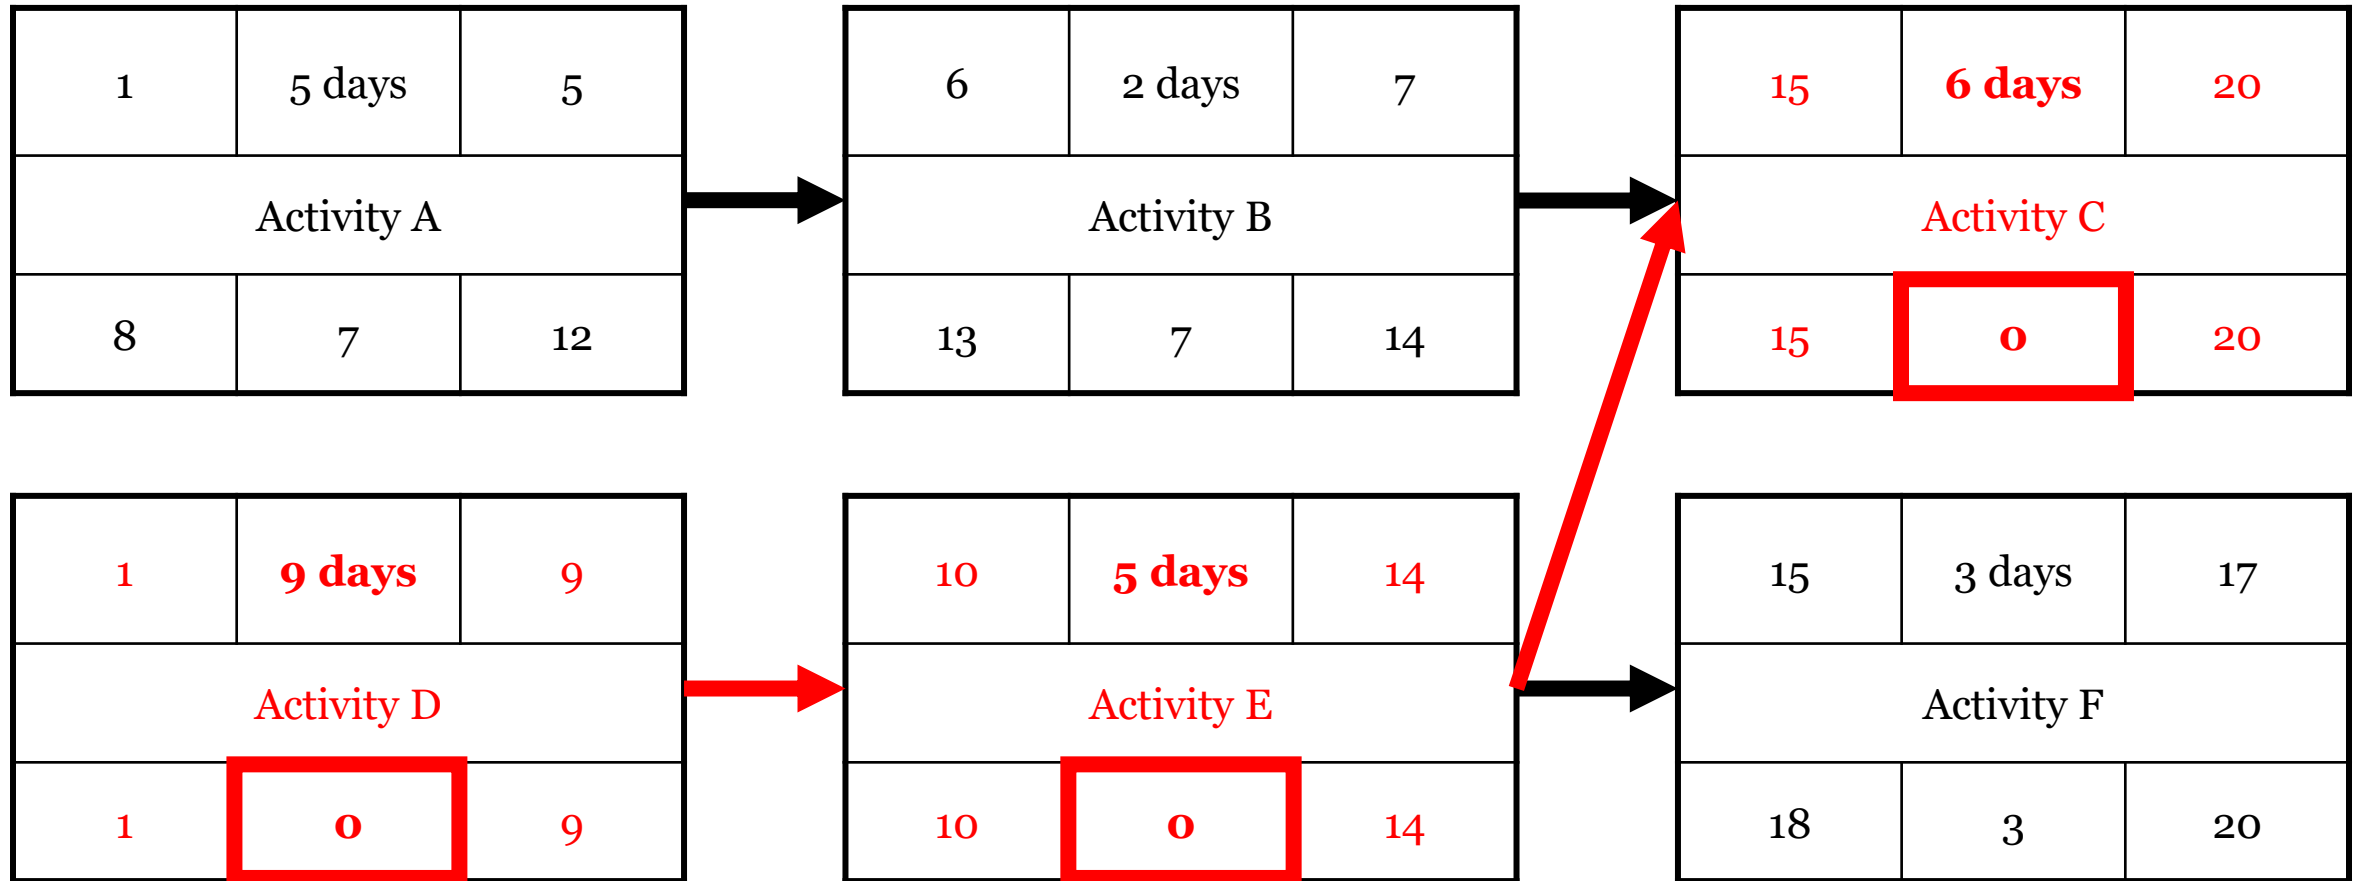 1 5 days 5 6 2 days 7 15 6 days 20
Activity A Activity B Activity C
8 7 12 13 7 14 15 0 20
1 9 days 9 10 5 days 14 15 3 days 17
Activity D Activity E Activity F
1 0 9 10 0 14 18 3 20